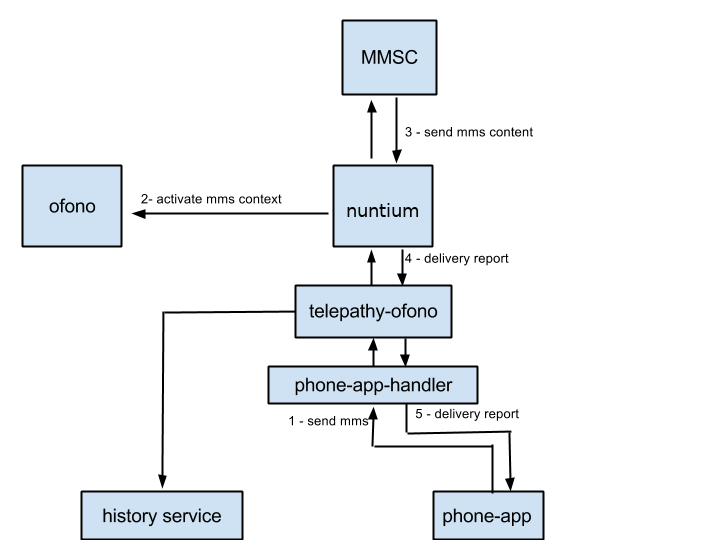 MMSC
3 - send mms content
ofono
2- activate mms context
nuntium
4 - delivery report
telepathy-ofono
phone-app-handler
1 - send mms
5 - delivery report
history service
phone-app